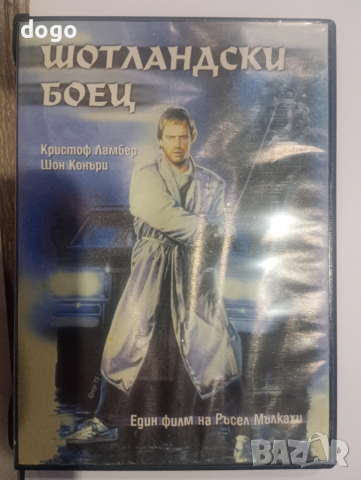 dogo
ШОТЛАНДСКИ
БОЕЦ
Кристоф Ламбер
Шон Конъри
Един филм на Ръсел Мълкахи
BAZAR